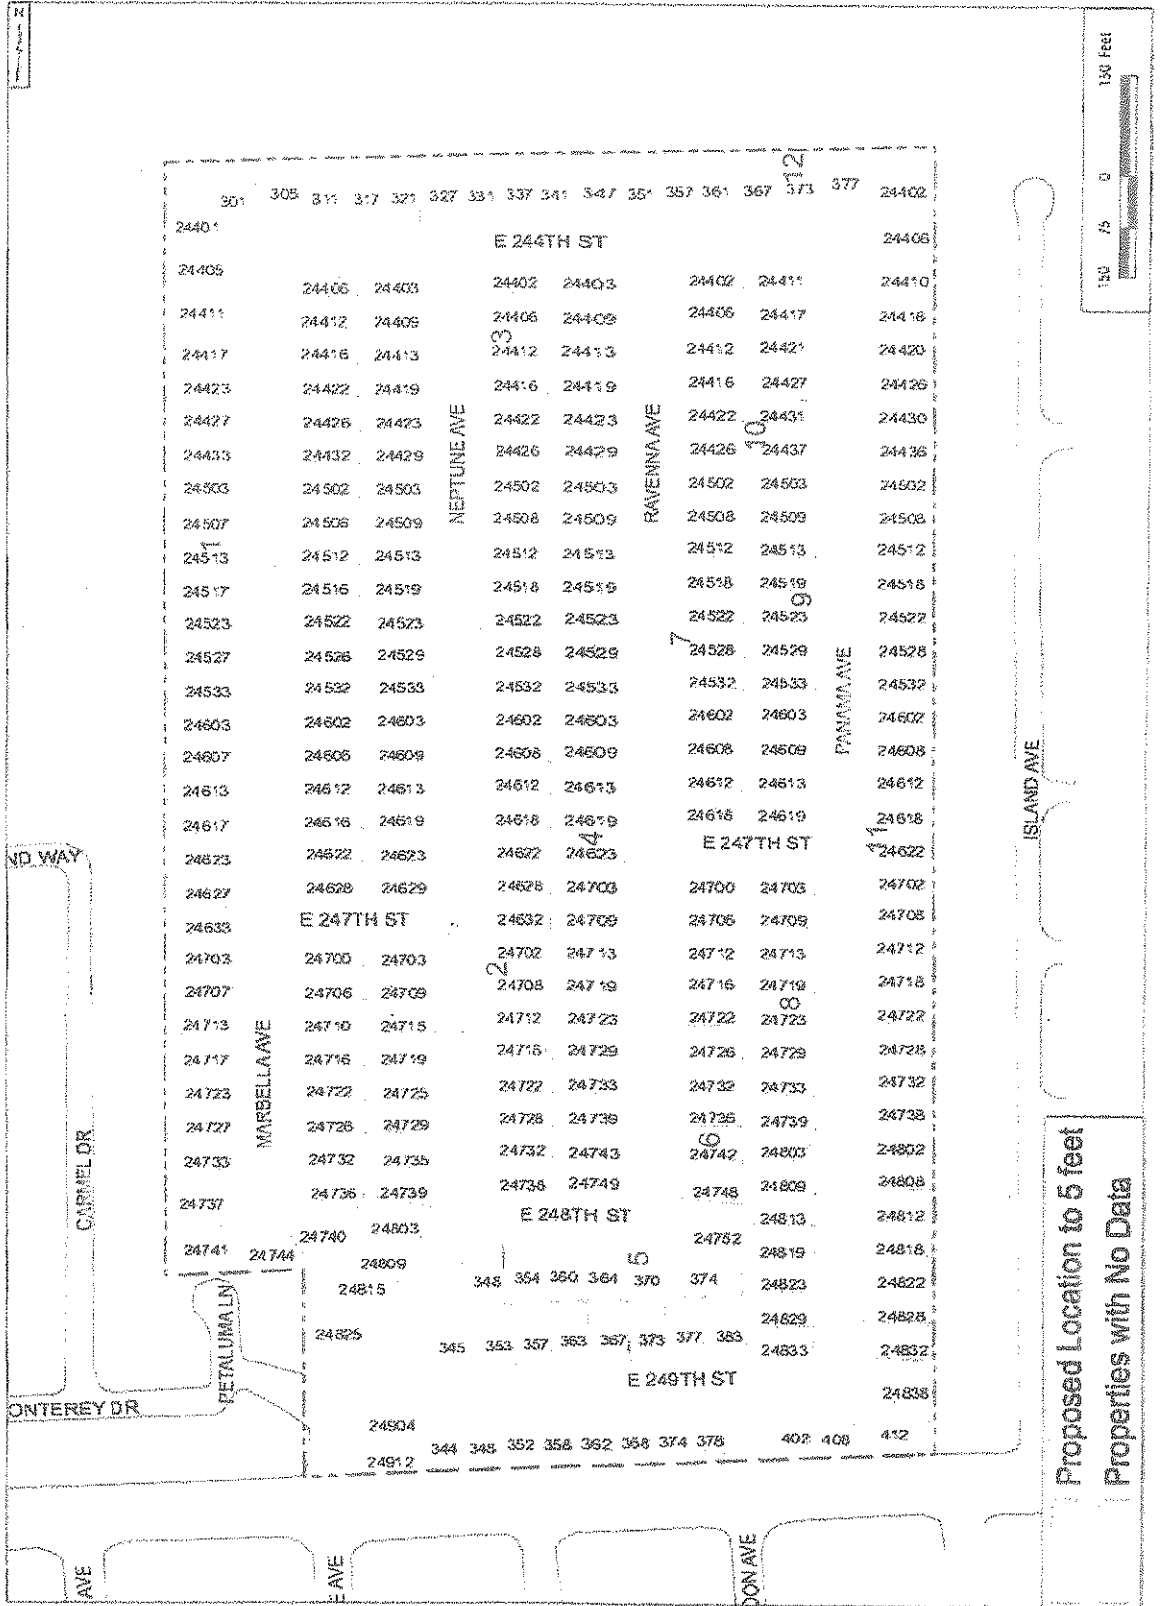 N
150 Feet
0
75
150
12
301 305 311 317 321 327 331 337 341 347 351 357 361 367 373 377 24402
24401 E 244TH ST 24406
24405 24406 24403 24402 24403 24402 24411 24410
24411 24412 24409 24406 24409 24406 24417 24416
3
24417 24416 24413 24412 24413 24412 24421 24420
24423 24422 24419 24416 24419 24416 24427 24426
24427 24426 24423 24422 24423 24422 24431 24430
NEPTUNE AVE
RAVENNA AVE
10
24433 24432 24429 24426 24429 24426 24437 24436
24503 24502 24503 24502 24503 24502 24503 24502
24507 24506 24509 24508 24509 24508 24509 24508
1
24513 24512 24513 24512 24513 24512 24513 24512
24517 24516 24519 24518 24519 24518 24519 24518
9
24523 24522 24523 24522 24523 24522 24523 24522
7
24527 24526 24529 24528 24529 24528 24529 24528
24533 24532 24533 24532 24533 24532 24533 24532
PANAMA AVE
24603 24602 24603 24602 24603 24602 24603 24602
24607 24606 24609 24608 24609 24608 24609 24608
24613 24612 24613 24612 24613 24612 24613 24612
24617 24616 24619 24618 24619 24618 24619 24618
4
E 247TH ST
11
24623 24622 24623 24622 24623 24622
24627 24628 24629 24628 24703 24700 24703 24702
24633 E 247TH ST 24632 24709 24706 24709 24708
24703 24700 24703 24702 24713 24712 24713 24712
2
24707 24706 24709 24708 24719 24716 24719 24718
8
24713 24710 24715 24712 24723 24722 24723 24722
MARBELLA AVE
24717 24716 24719 24718 24729 24726 24729 24728
24723 24722 24725 24722 24733 24732 24733 24732
24727 24728 24729 24728 24739 24736 24739 24738
6
24733 24732 24735 24732 24743 24742 24803 24802
24737 24736 24739 24738 24749 24748 24809 24808
24740 24803 E 248TH ST 24752 24813 24812
24741 24744 24809 5 24819 24818
24815 348 354 360 364 370 374 24823 24822
24825 24829 24828
345 353 357 363 367 373 377 383 24833 24832
E 249TH ST 24838
24904
344 348 352 358 362 368 374 378 402 408 412
24912
ND WAY
CARMEL DR
PETALUMA LN
ONTEREY DR
ISLAND AVE
AVE
E AVE
DON AVE
Proposed Location to 5 feet
Properties with No Data